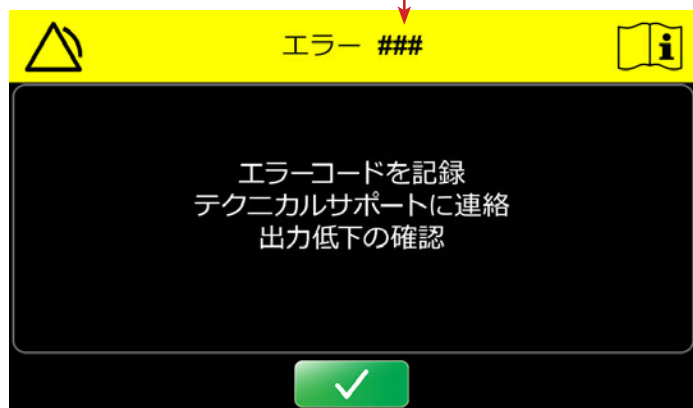 エラー ###
i
エラーコードを記録
テクニカルサポートに連絡
出力低下の確認